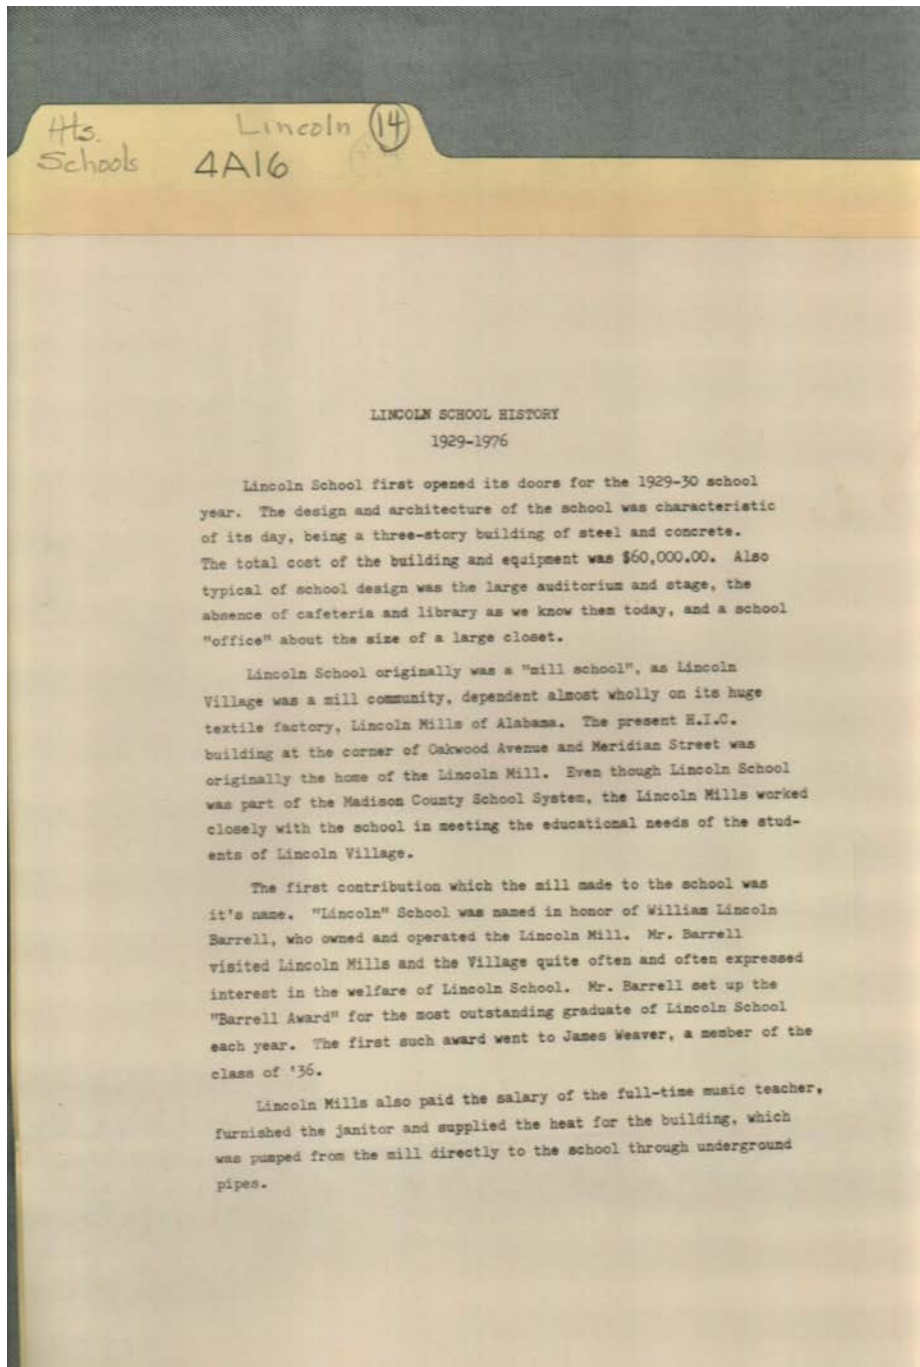 Hts. Lincoln 14
Schools 4A16
LINCOLN SCHOOL HISTORY
1929-1976
Lincoln School first opened its doors for the 1929-30 school
year. The design and architecture of the school was characteristic
of its day, being a three-story building of steel and concrete.
The total cost of the building and equipment was $60,000.00. Also
typical of school design was the large auditorium and stage, the
absence of cafeteria and library as we know them today, and a school
"office" about the size of a large closet.
Lincoln School originally was a "mill school", as Lincoln
Village was a mill community, dependent almost wholly on its huge
textile factory, Lincoln Mills of Alabama. The present H.I.C.
building at the corner of Oakwood Avenue and Meridian Street was
originally the home of the Lincoln Mill. Even though Lincoln School
was part of the Madison County School System, the Lincoln Mills worked
closely with the school in meeting the educational needs of the stud-
ents of Lincoln Village.
The first contribution which the mill made to the school was
it's name. "Lincoln" School was named in honor of William Lincoln
Barrell, who owned and operated the Lincoln Mill. Mr. Barrell
visited Lincoln Mills and the Village quite often and often expressed
interest in the welfare of Lincoln School. Mr. Barrell set up the
"Barrell Award" for the most outstanding graduate of Lincoln School
each year. The first such award went to James Weaver, a member of the
class of '36.
Lincoln Mills also paid the salary of the full-time music teacher,
furnished the janitor and supplied the heat for the building, which
was pumped from the mill directly to the school through underground
pipes.